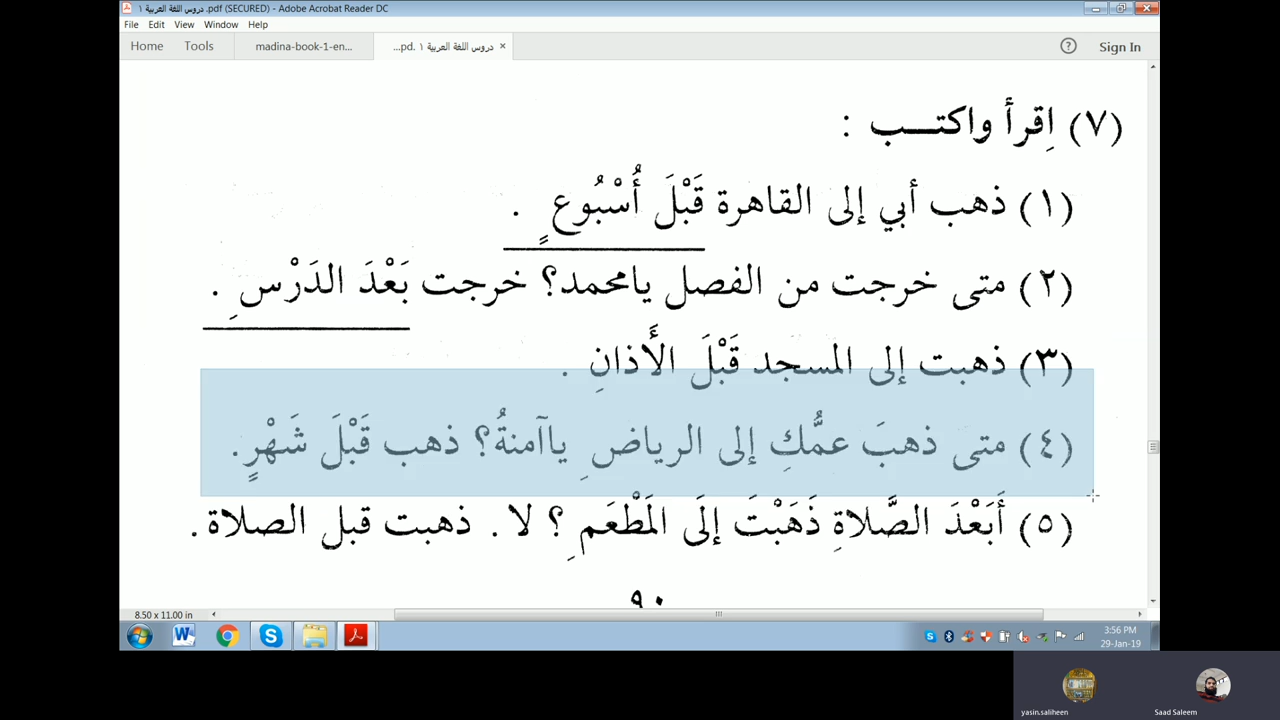 دروس اللغة العربية ١ .pdf (SECURED) - Adobe Acrobat Reader DC
File Edit View Window Help
Home Tools madina-book-1-en... دروس اللغة العربية ١ .pd... × Sign In
(٧) اِقرأ واكتـــب :
(١) ذهب أبي إلى القاهرة قَبْلَ أُسْبُوعٍ .
(٢) متى خرجت من الفصل يامحمد؟ خرجت بَعْدَ الدَرْسِ .
(٣) ذهبت إلى المسجد قَبْلَ الأَذانِ .
(٤) متى ذهبَ عمُّكِ إلى الرياضِ ياآمنةُ؟ ذهب قَبْلَ شَهْرٍ.
(٥) أَبَعْدَ الصَّلاةِ ذَهَبْتَ إلَى المَطْعَمِ ؟ لا . ذهبت قبل الصلاة .
٩٠
8.50 x 11.00 in
3:56 PM
29-Jan-19
yasin.saliheen Saad Saleem